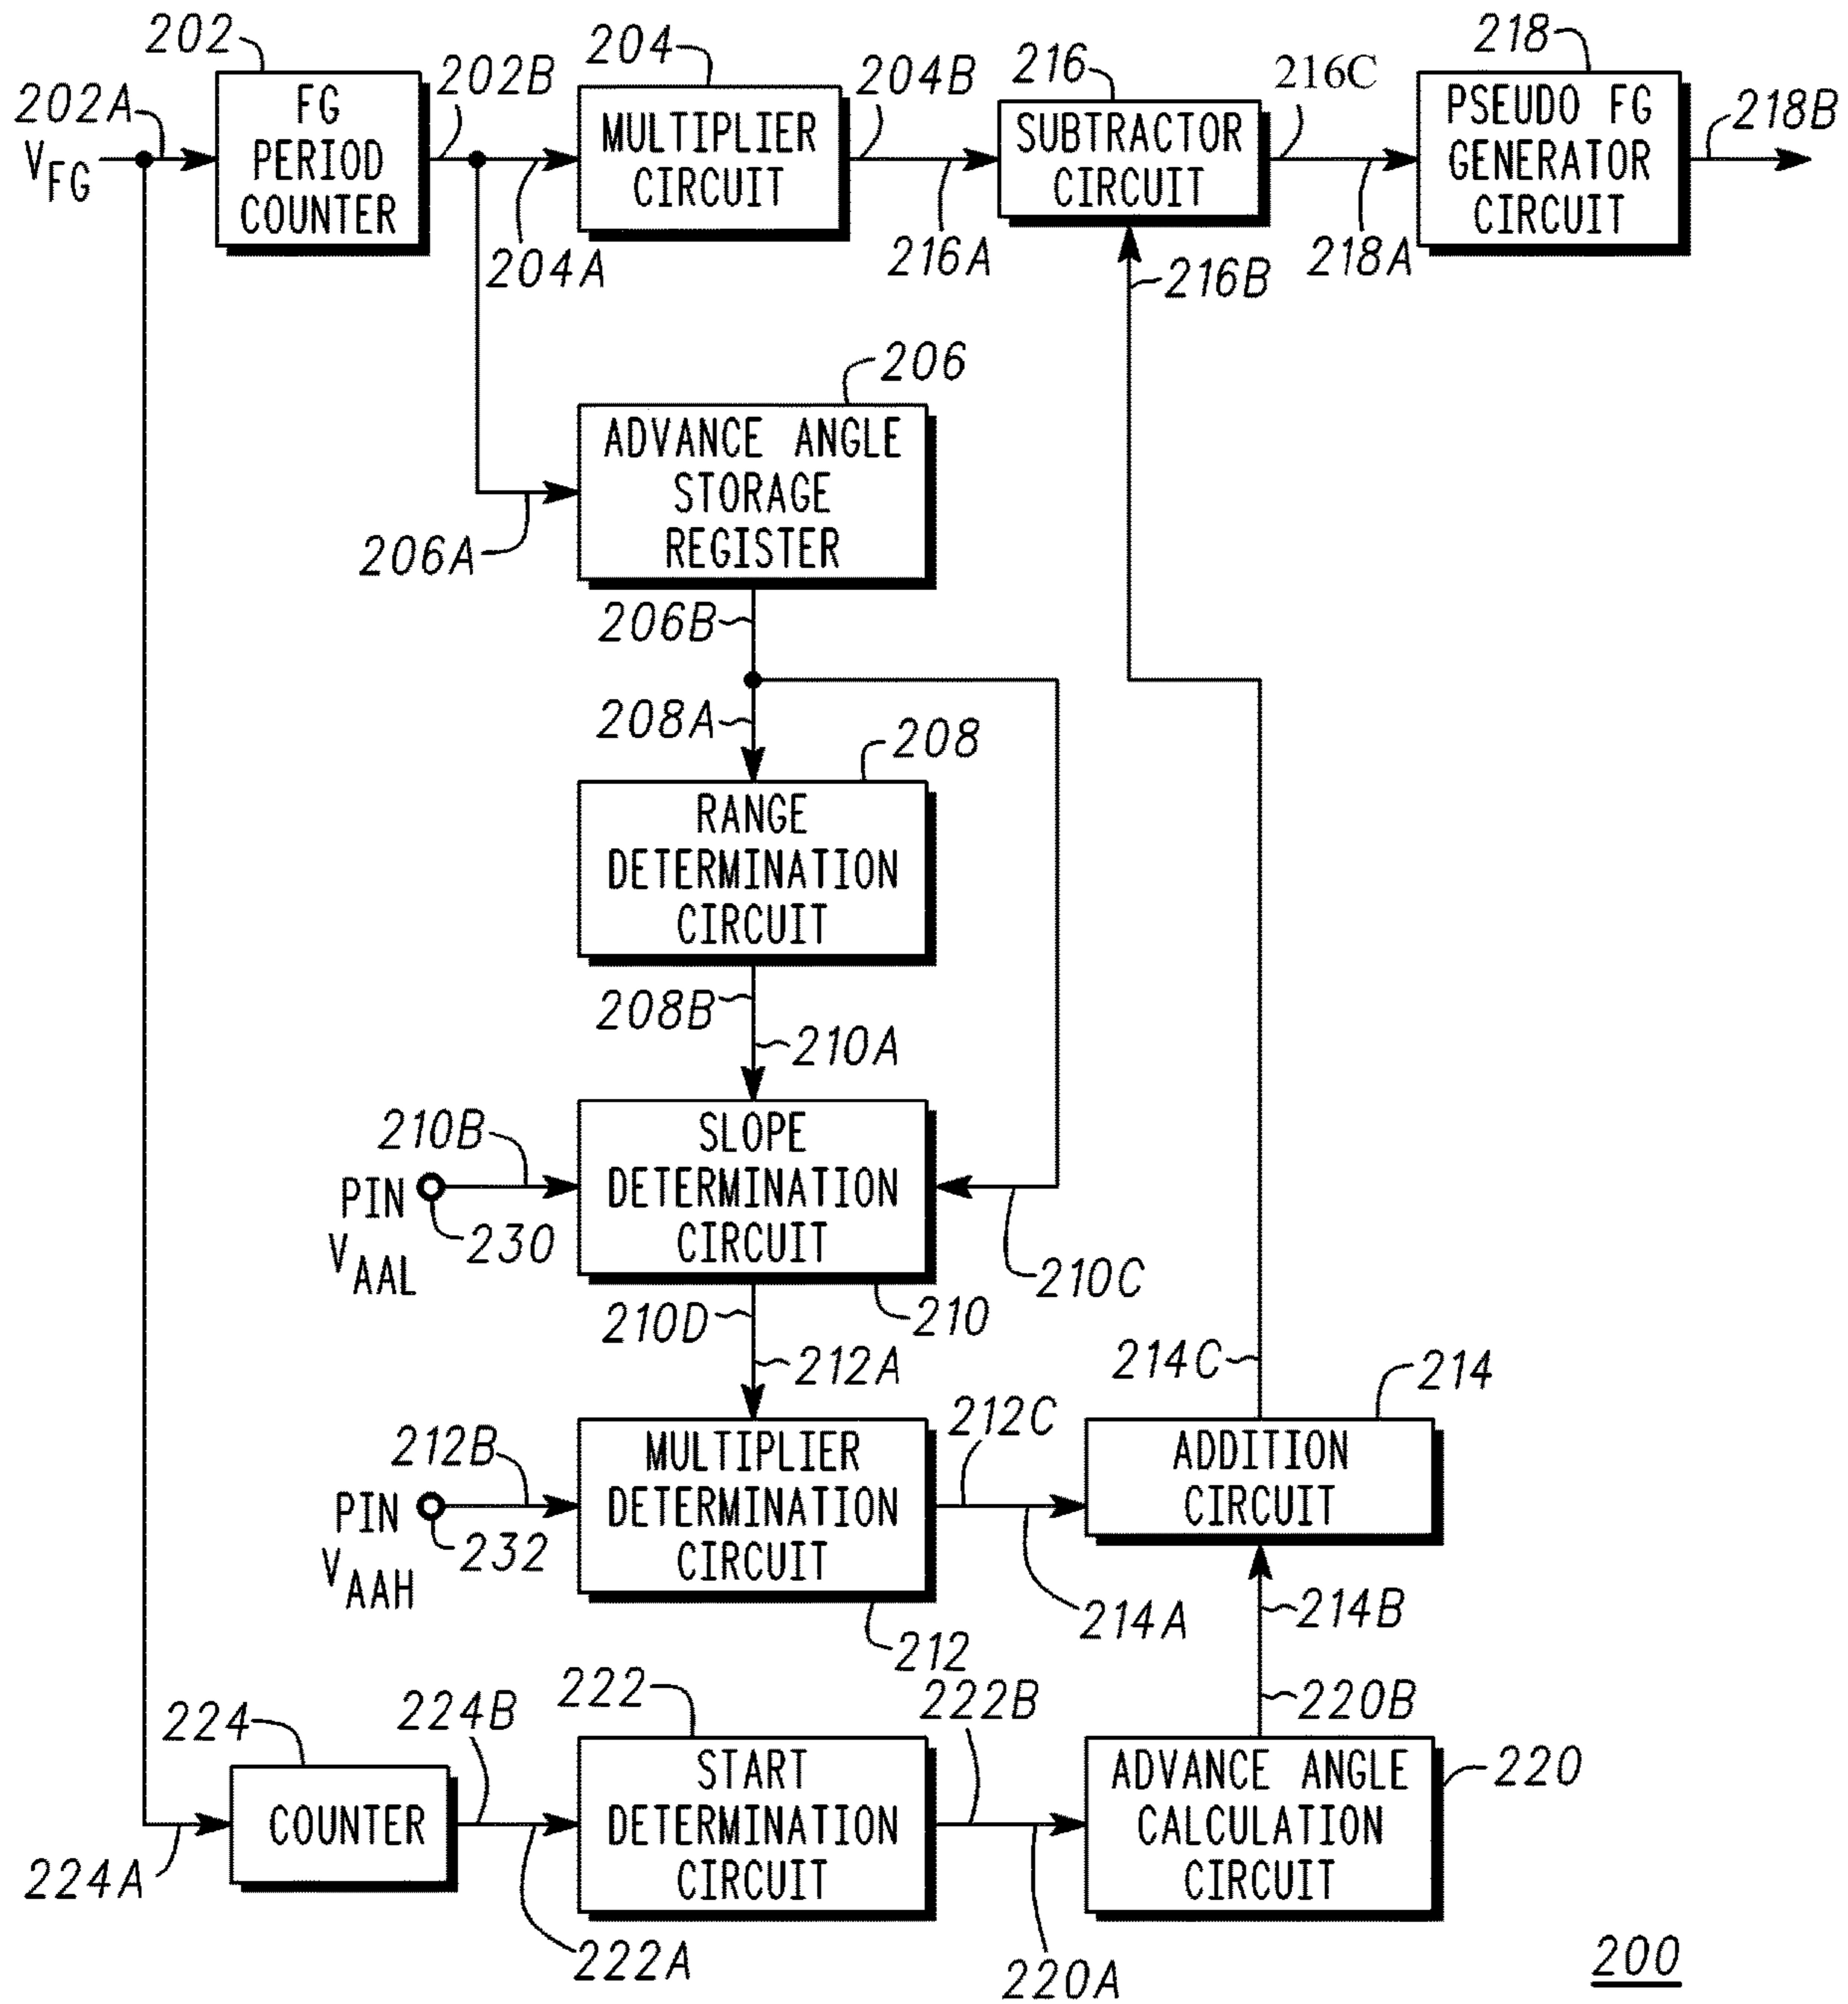 202
204
216
216C
218
202A
202B
204B
218B
V FG
FG
PERIOD
COUNTER
MULTIPLIER
CIRCUIT
SUBTRACTOR
CIRCUIT
PSEUDO FG
GENERATOR
CIRCUIT
204A
216A
216B
218A
206
ADVANCE ANGLE
STORAGE
REGISTER
206A
206B
208A
208
RANGE
DETERMINATION
CIRCUIT
208B
210A
210B
SLOPE
DETERMINATION
CIRCUIT
PIN
V AAL
230
210C
210D
210
212A
214C
214
212B
212C
MULTIPLIER
DETERMINATION
CIRCUIT
ADDITION
CIRCUIT
PIN
V AAH
232
214A
214B
212
222
222B
220B
224
224B
COUNTER
START
DETERMINATION
CIRCUIT
ADVANCE ANGLE
CALCULATION
CIRCUIT
220
224A
222A
220A
200